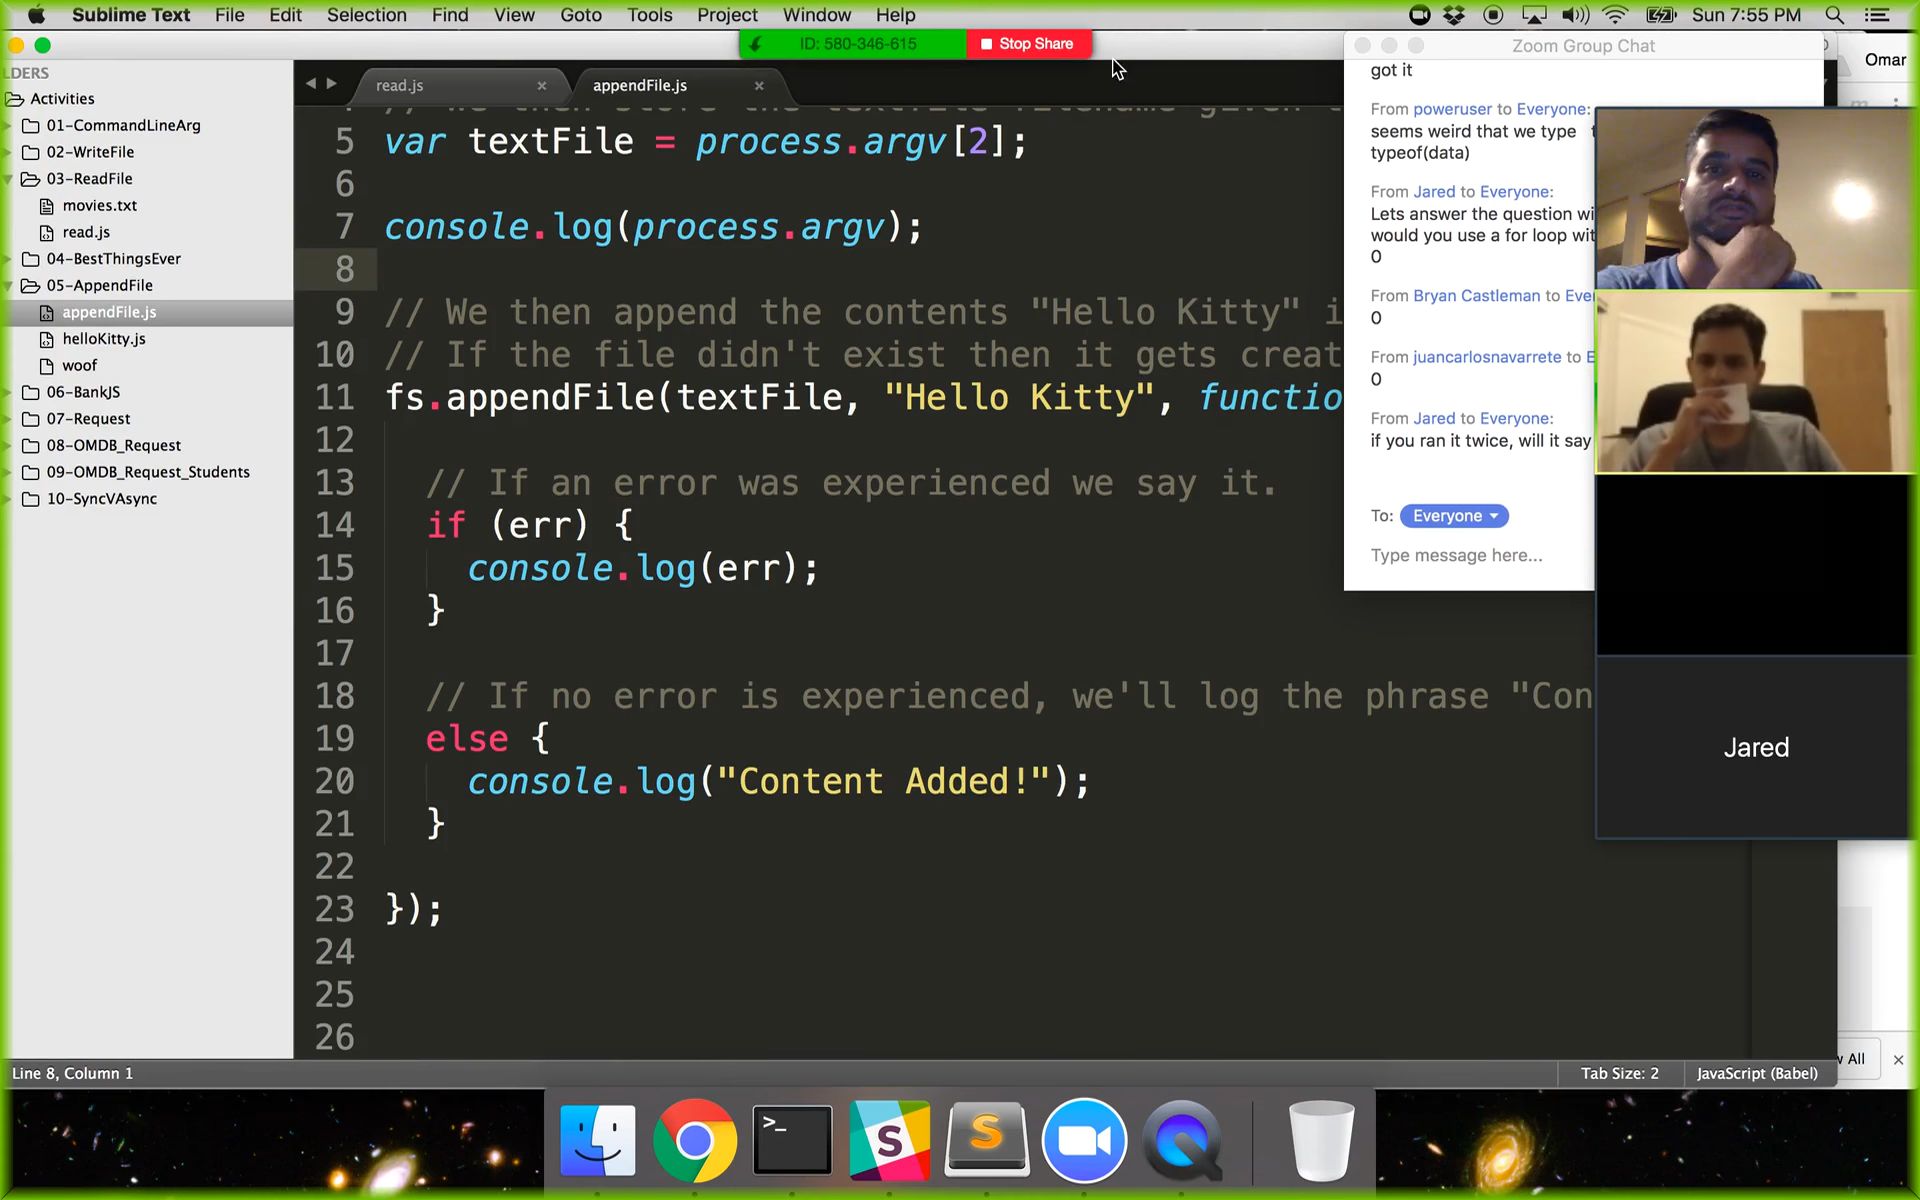 Sublime Text File Edit Selection Find View Goto Tools Project Window Help
Sun 7:55 PM
ID: 580-346-615 Stop Share
LDERS
Activities
01-CommandLineArg
02-WriteFile
03-ReadFile
movies.txt
read.js
04-BestThingsEver
05-AppendFile
appendFile.js
helloKitty.js
woof
06-BankJS
07-Request
08-OMDB_Request
09-OMDB_Request_Students
10-SyncVAsync
read.js appendFile.js
5 var textFile = process.argv[2];
6
7 console.log(process.argv);
8
9 // We then append the contents "Hello Kitty" i
10 // If the file didn't exist then it gets creat
11 fs.appendFile(textFile, "Hello Kitty", functio
12
13 // If an error was experienced we say it.
14 if (err) {
15 console.log(err);
16 }
17
18 // If no error is experienced, we'll log the phrase "Con
19 else {
20 console.log("Content Added!");
21 }
22
23 });
24
25
26
Zoom Group Chat
got it
From poweruser to Everyone:
seems weird that we type
typeof(data)
From Jared to Everyone:
Lets answer the question wi
would you use a for loop wit
0
From Bryan Castleman to Eve
0
From juancarlosnavarrete to E
0
From Jared to Everyone:
if you ran it twice, will it say
To: Everyone
Type message here...
Omar
Jared
All
Line 8, Column 1
Tab Size: 2
JavaScript (Babel)